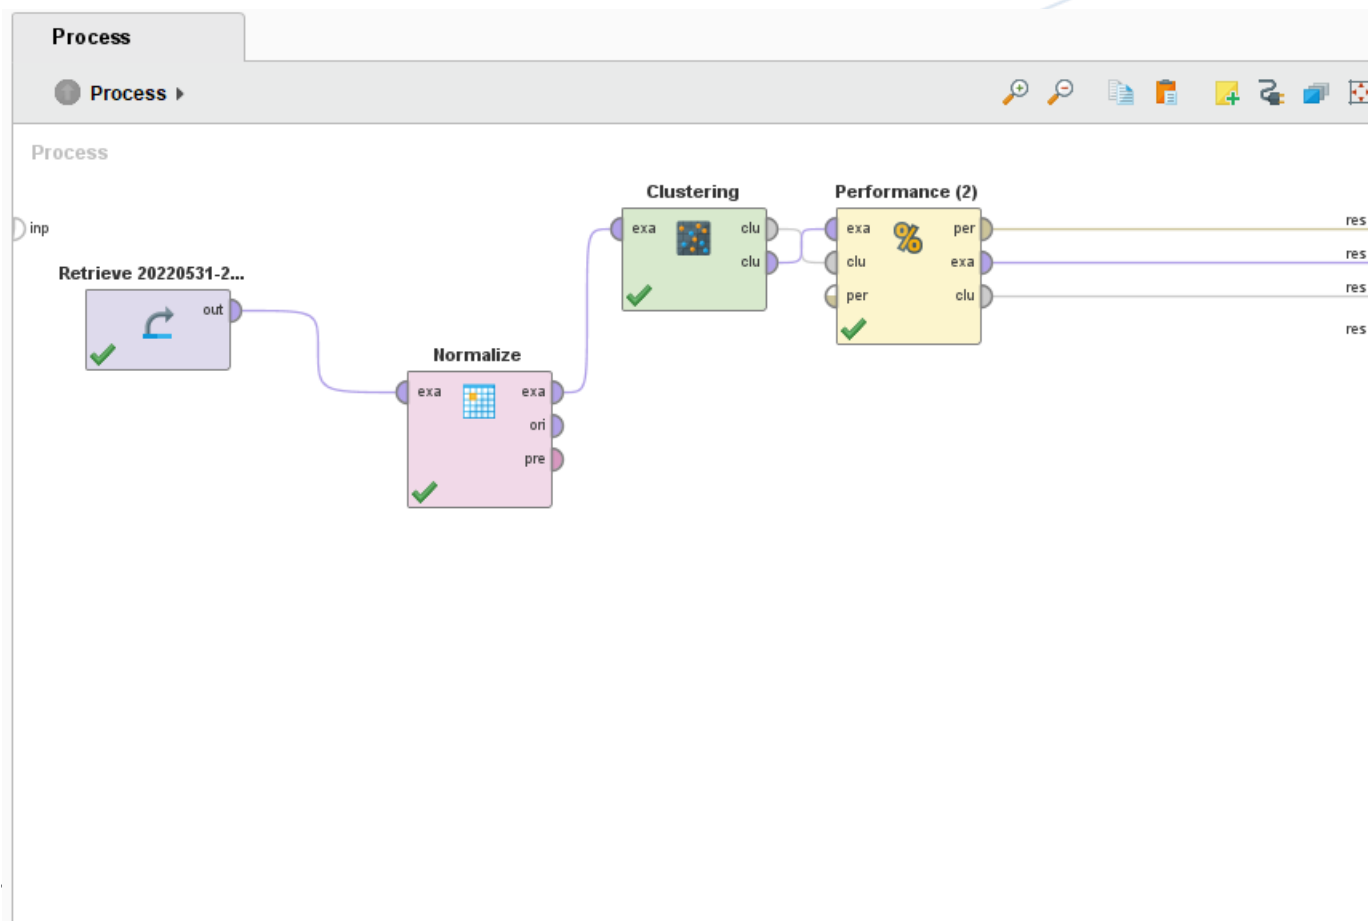 Process
Process
Process
inp
Retrieve 20220531-2...
out
Normalize
exa
exa
ori
pre
Clustering
exa
clu
clu
Performance (2)
exa
per
clu
exa
per
clu
res
res
res
res